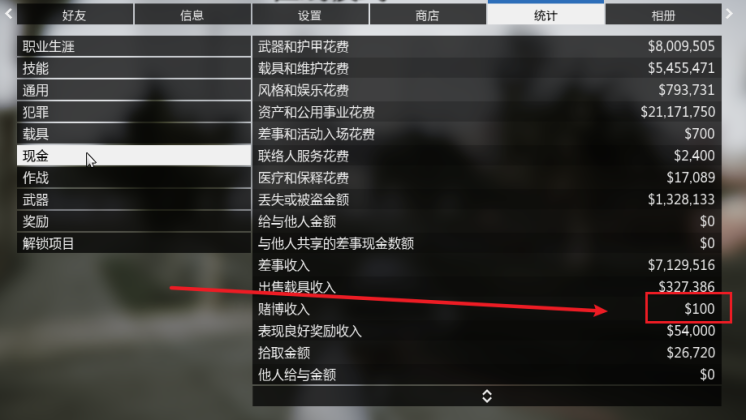 好友 信息 设置 商店 统计 相册
职业生涯
技能
通用
犯罪
载具
现金
作战
武器
奖励
解锁项目
武器和护甲花费 $8,009,505
载具和维护花费 $5,455,471
风格和娱乐花费 $793,731
资产和公用事业花费 $21,171,750
差事和活动入场花费 $700
联络人服务花费 $2,400
医疗和保释花费 $17,089
丢失或被盗金额 $1,328,133
给与他人金额 $0
与他人共享的差事现金数额 $0
差事收入 $7,129,516
出售载具收入 $327,386
赌博收入 $100
表现良好奖励收入 $54,000
拾取金额 $26,720
他人给与金额 $0